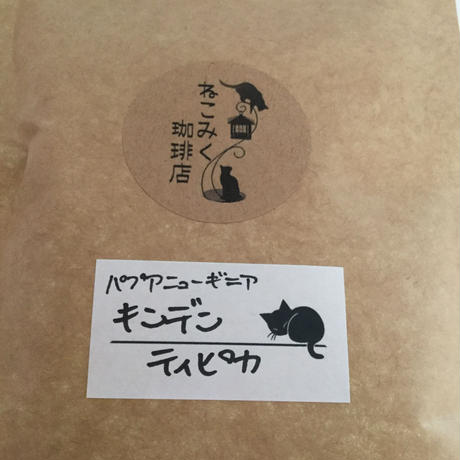 ねこみく
珈琲店
パプアニューギニア
キンデン
ティピカ